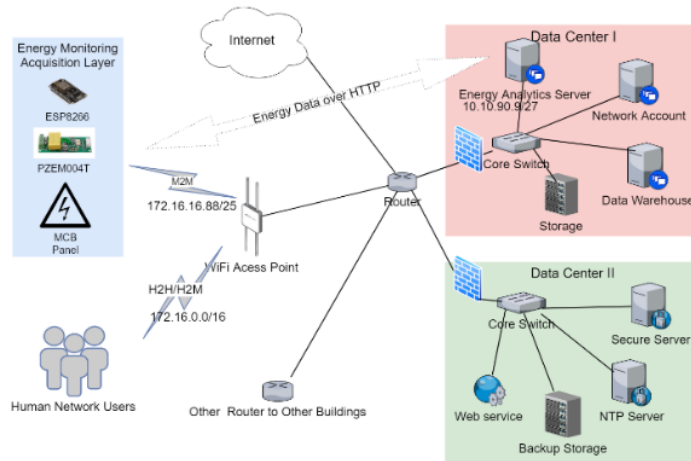 Energy Monitoring
Acquisition Layer
ESP8266
PZEM004T
MCB
Panel
Internet
Energy Data over HTTP
M2M
172.16.16.88/25
WiFi Acess Point
H2H/H2M
172.16.0.0/16
Human Network Users
Router
Other Router to Other Buildings
Data Center I
Energy Analytics Server
10.10.90.9/27
Network Account
Core Switch
Data Warehouse
Storage
Data Center II
Core Switch
Secure Server
Web service
NTP Server
Backup Storage